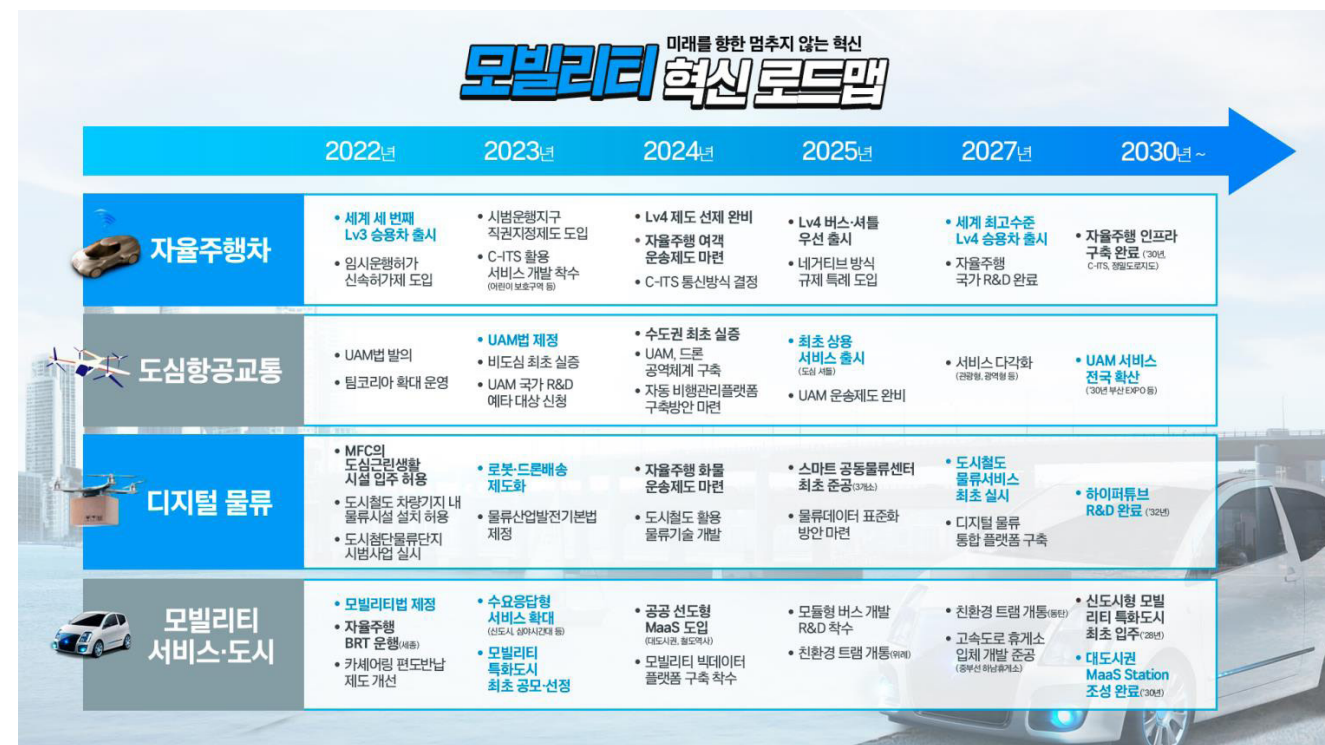 미래를 향한 멈추지 않는 혁신
모빌리티 혁신 로드맵
2022년
2023년
2024년
2025년
2027년
2030년~
자율주행차
• 세계 세 번째
Lv3 승용차 출시
• 임시운행허가
신속허가제 도입
• 시범운행지구
직권지정제도 도입
• C-ITS 활용
서비스 개발 착수
(어린이 보호구역 등)
• Lv4 제도 선제 완비
• 자율주행 여객
운송제도 마련
• C-ITS 통신방식 결정
• Lv4 버스·셔틀
우선 출시
• 네거티브 방식
규제 특례 도입
• 세계 최고수준
Lv4 승용차 출시
• 자율주행
국가 R&D 완료
• 자율주행 인프라
구축 완료 ('30년,
C-ITS, 정밀도로지도)
도심항공교통
• UAM법 발의
• 팀코리아 확대 운영
• UAM법 제정
• 비도심 최초 실증
• UAM 국가 R&D
예타 대상 신청
• 수도권 최초 실증
• UAM, 드론
공역체계 구축
• 자동 비행관리플랫폼
구축방안 마련
• 최초 상용
서비스 출시
(도심 셔틀)
• UAM 운송제도 완비
• 서비스 다각화
(관광형, 광역형 등)
• UAM 서비스
전국 확산
('30년 부산 EXPO 등)
디지털 물류
• MFC의
도심근린생활
시설 입주 허용
• 도시철도 차량기지 내
물류시설 설치 허용
• 도시첨단물류단지
시범사업 실시
• 로봇·드론배송
제도화
• 물류산업발전기본법
제정
• 자율주행 화물
운송제도 마련
• 도시철도 활용
물류기술 개발
• 스마트 공동물류센터
최초 준공(3개소)
• 물류데이터 표준화
방안 마련
• 도시철도
물류서비스
최초 실시
• 디지털 물류
통합 플랫폼 구축
• 하이퍼튜브
R&D 완료 ('32년)
모빌리티
서비스·도시
• 모빌리티법 제정
• 자율주행
BRT 운행(세종)
• 카셰어링 편도반납
제도 개선
• 수요응답형
서비스 확대
(신도시, 심야시간대 등)
• 모빌리티
특화도시
최초 공모·선정
• 공공 선도형
MaaS 도입
(대도시권, 철도역사)
• 모빌리티 빅데이터
플랫폼 구축 착수
• 모듈형 버스 개발
R&D 착수
• 친환경 트램 개통(위례)
• 친환경 트램 개통(동탄)
• 고속도로 휴게소
입체 개발 준공
(중부선 하남휴게소)
• 신도시형 모빌
리티 특화도시
최초 입주('28년)
• 대도시권
MaaS Station
조성 완료('30년)